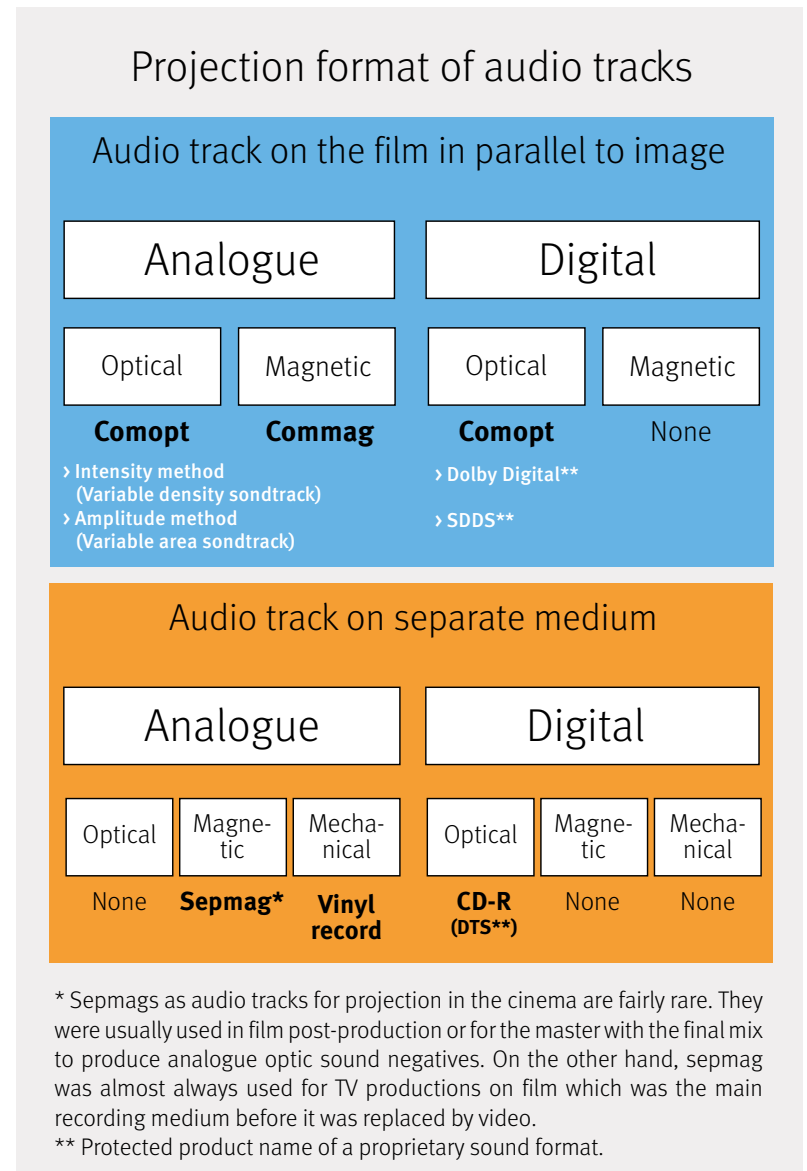 Projection format of audio tracks
Audio track on the film in parallel to image
Analogue
Digital
Optical
Magnetic
Optical
Magnetic
Comopt
Commag
Comopt
None
› Intensity method
(Variable density sondtrack)
› Amplitude method
(Variable area sondtrack)
› Dolby Digital**
› SDDS**
Audio track on separate medium
Analogue
Digital
Optical
Magne-
tic
Mecha-
nical
Optical
Magne-
tic
Mecha-
nical
None
Sepmag*
Vinyl
record
CD-R
(DTS**)
None
None
* Sepmags as audio tracks for projection in the cinema are fairly rare. They
were usually used in film post-production or for the master with the final mix
to produce analogue optic sound negatives. On the other hand, sepmag
was almost always used for TV productions on film which was the main
recording medium before it was replaced by video.
** Protected product name of a proprietary sound format.